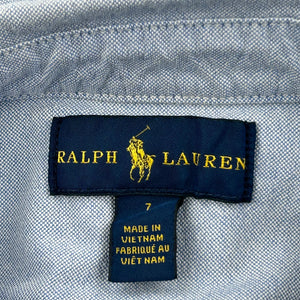 RALPH LAUREN
7
MADE IN
VIETNAM
FABRIQUÉ AU
VIÊT NAM